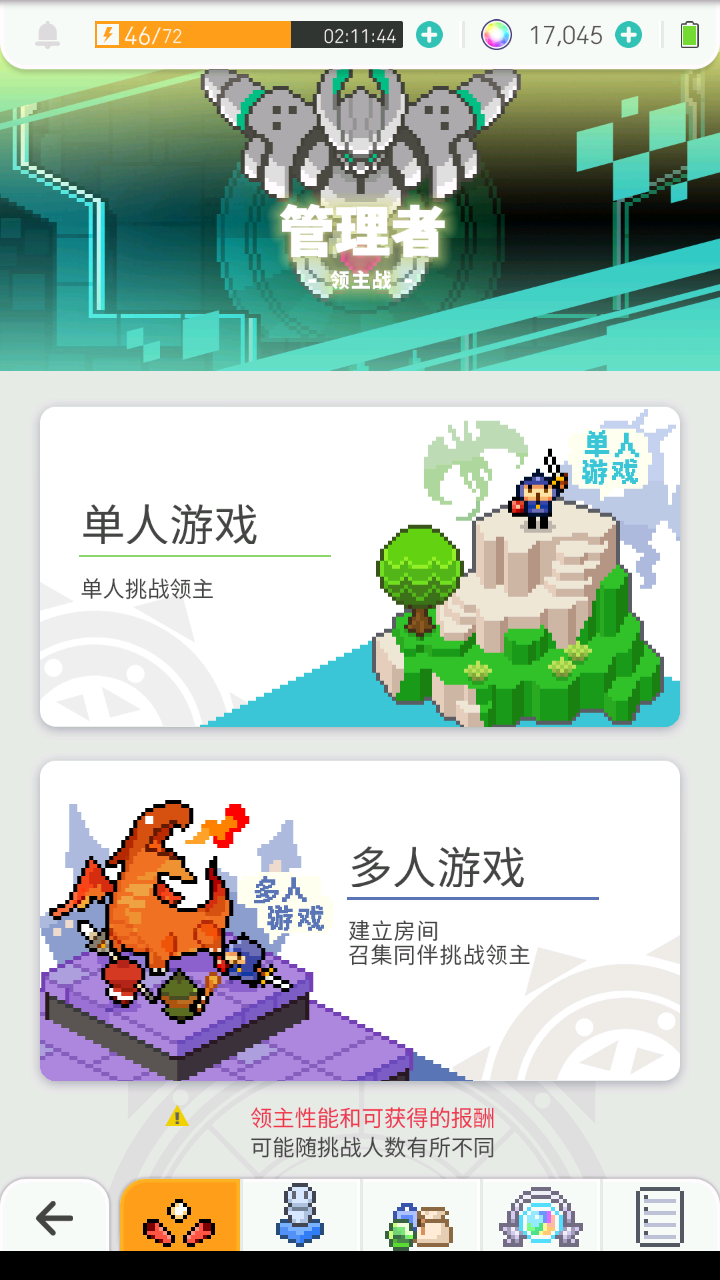 46/72
02:11:44
17,045
管理者
领主战
单人
游戏
单人游戏
单人挑战领主
多人游戏
多人
游戏
建立房间
召集同伴挑战领主
领主性能和可获得的报酬
可能随挑战人数有所不同